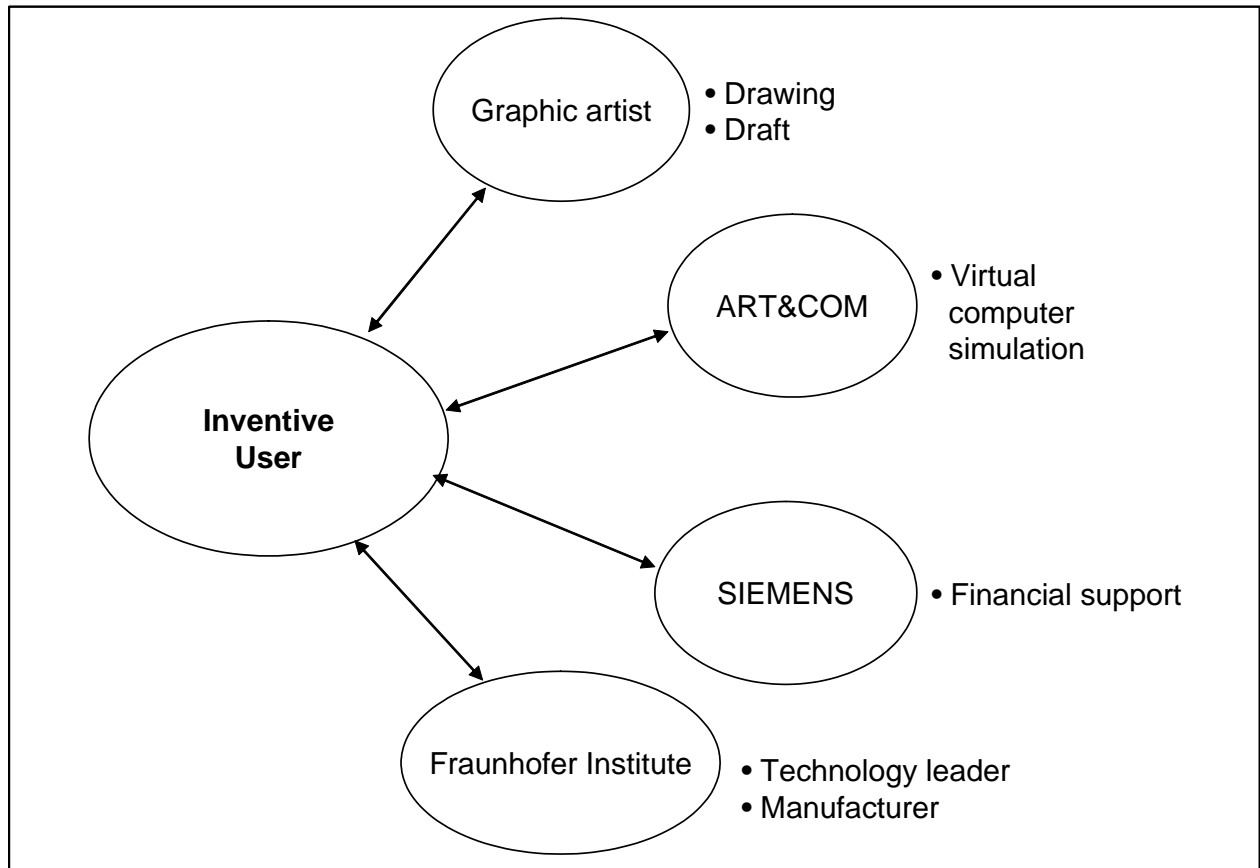 Graphic artist
• Drawing
• Draft
ART&COM
• Virtual
computer
simulation
Inventive
User
SIEMENS
• Financial support
Fraunhofer Institute
• Technology leader
• Manufacturer